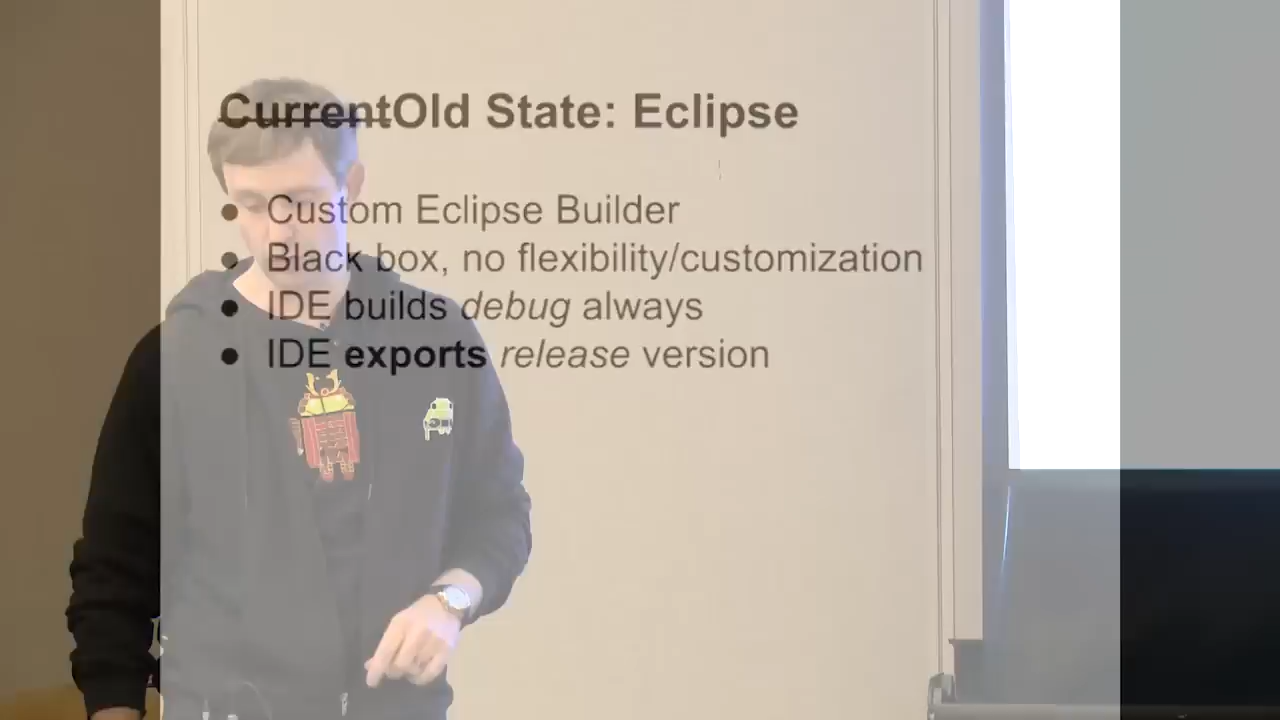 CurrentOld State: Eclipse
● Custom Eclipse Builder
● Black box, no flexibility/customization
● IDE builds debug always
● IDE exports release version